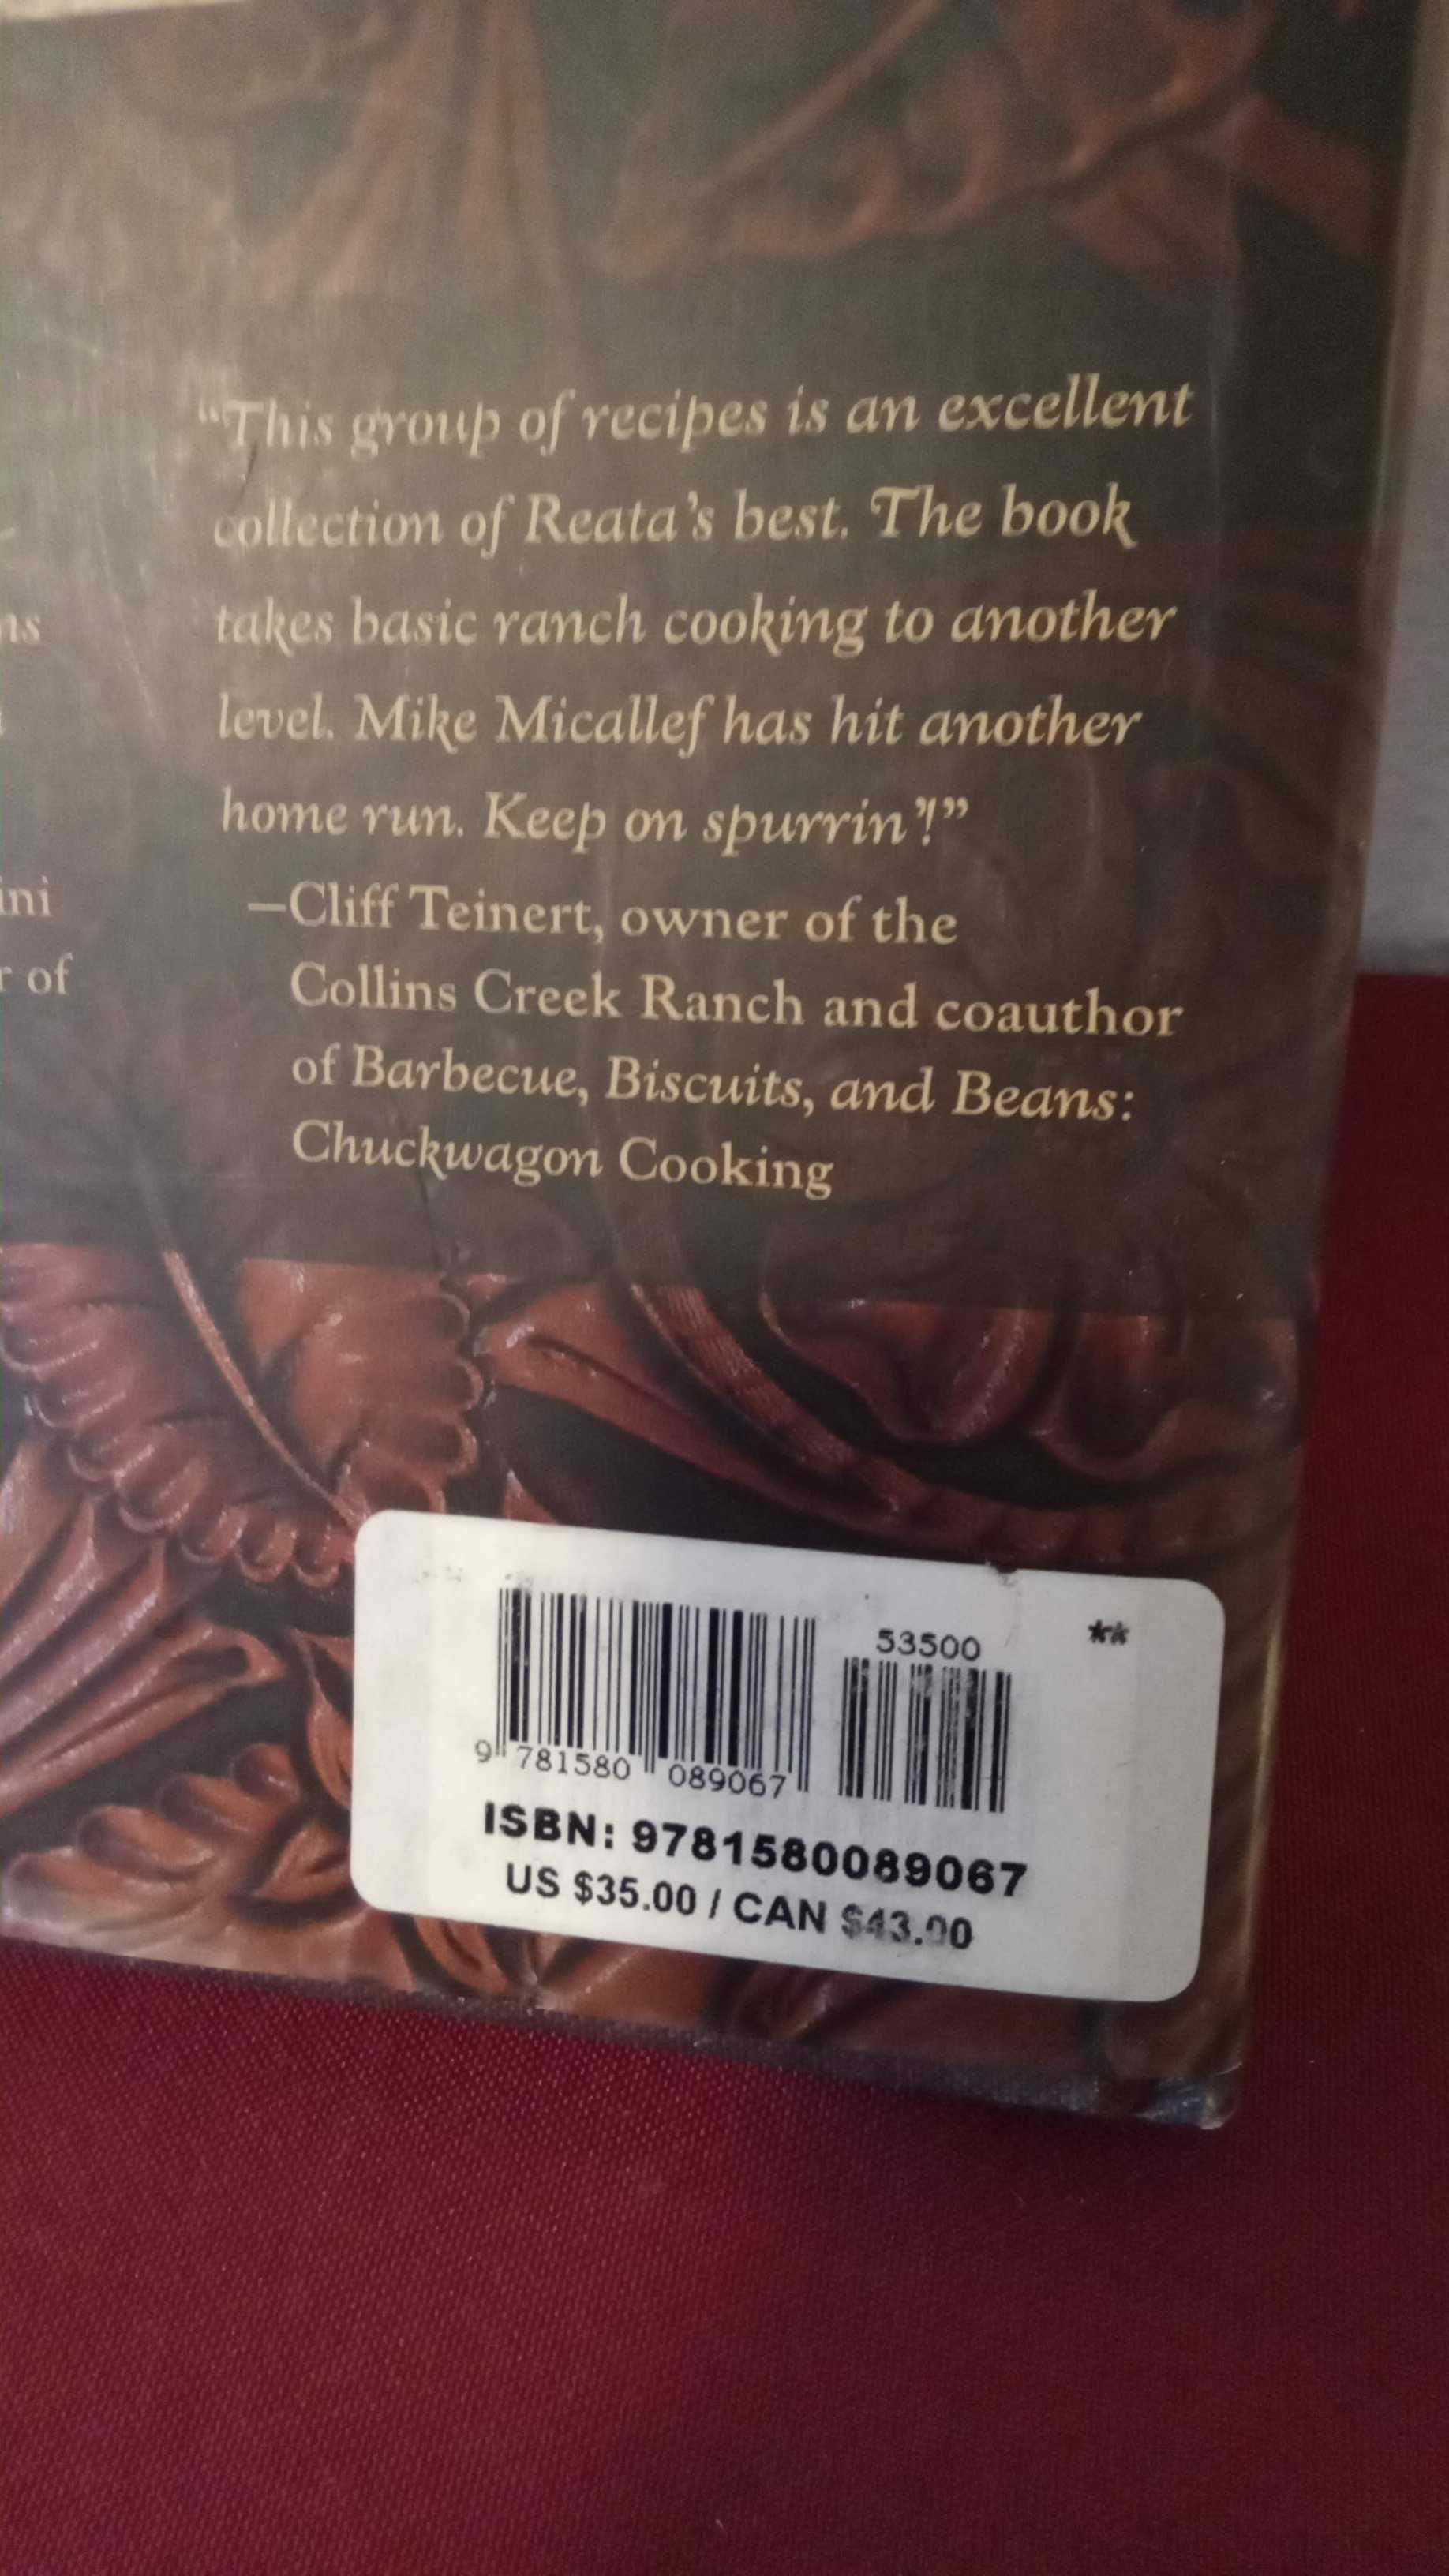 “This group of recipes is an excellent
collection of Reata’s best. The book
takes basic ranch cooking to another
level. Mike Micallef has hit another
home run. Keep on spurrin’!”
—Cliff Teinert, owner of the
Collins Creek Ranch and coauthor
of Barbecue, Biscuits, and Beans:
Chuckwagon Cooking
of
53500
**
9 781580 089067
ISBN: 9781580089067
US $35.00 / CAN $43.00